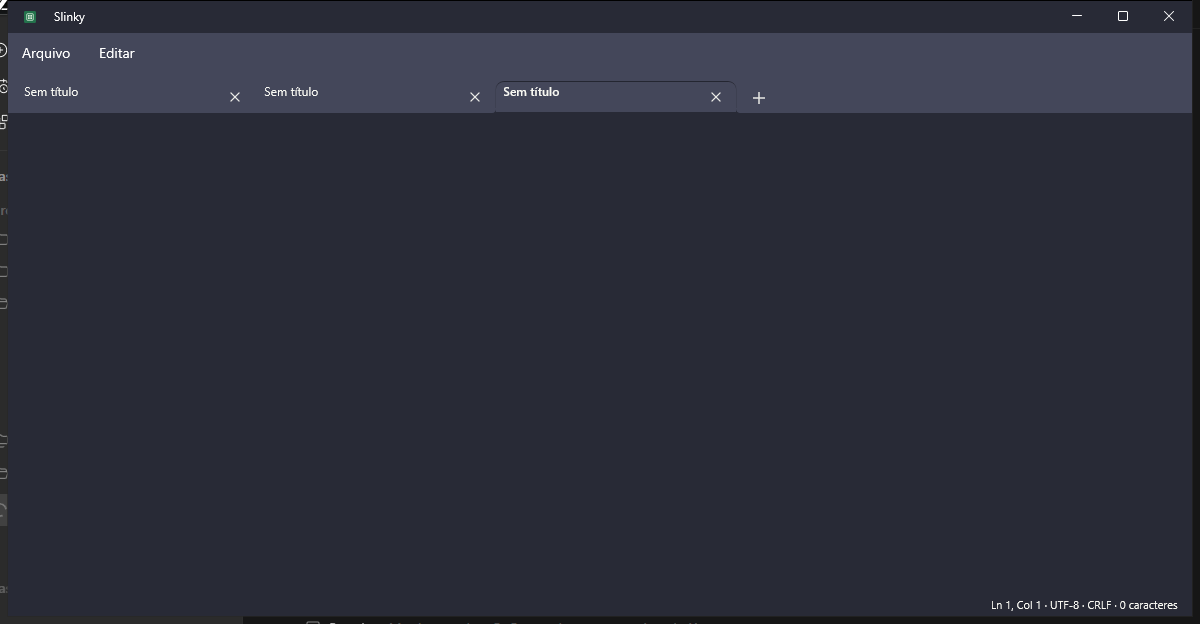 Slinky
Arquivo Editar
Sem título Sem título Sem título
Ln 1, Col 1 · UTF-8 · CRLF · 0 caracteres